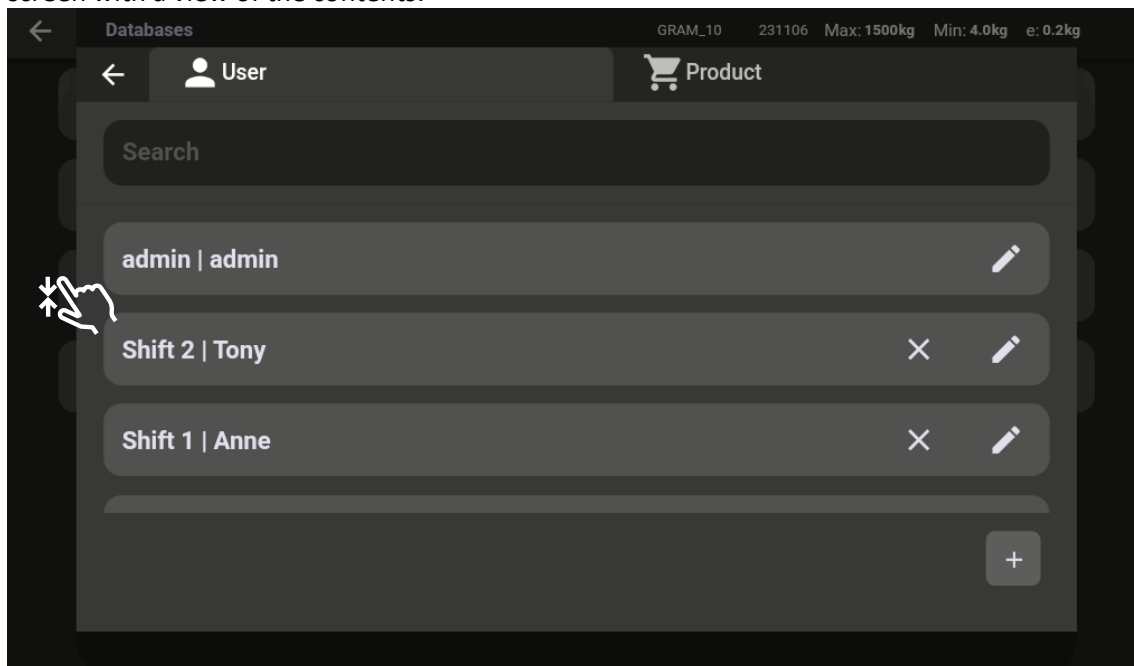 screen with a view of the contents.
Databases GRAM_10 231106 Max: 1500kg Min: 4.0kg e: 0.2kg
User Product
Search
admin | admin
Shift 2 | Tony
Shift 1 | Anne
+